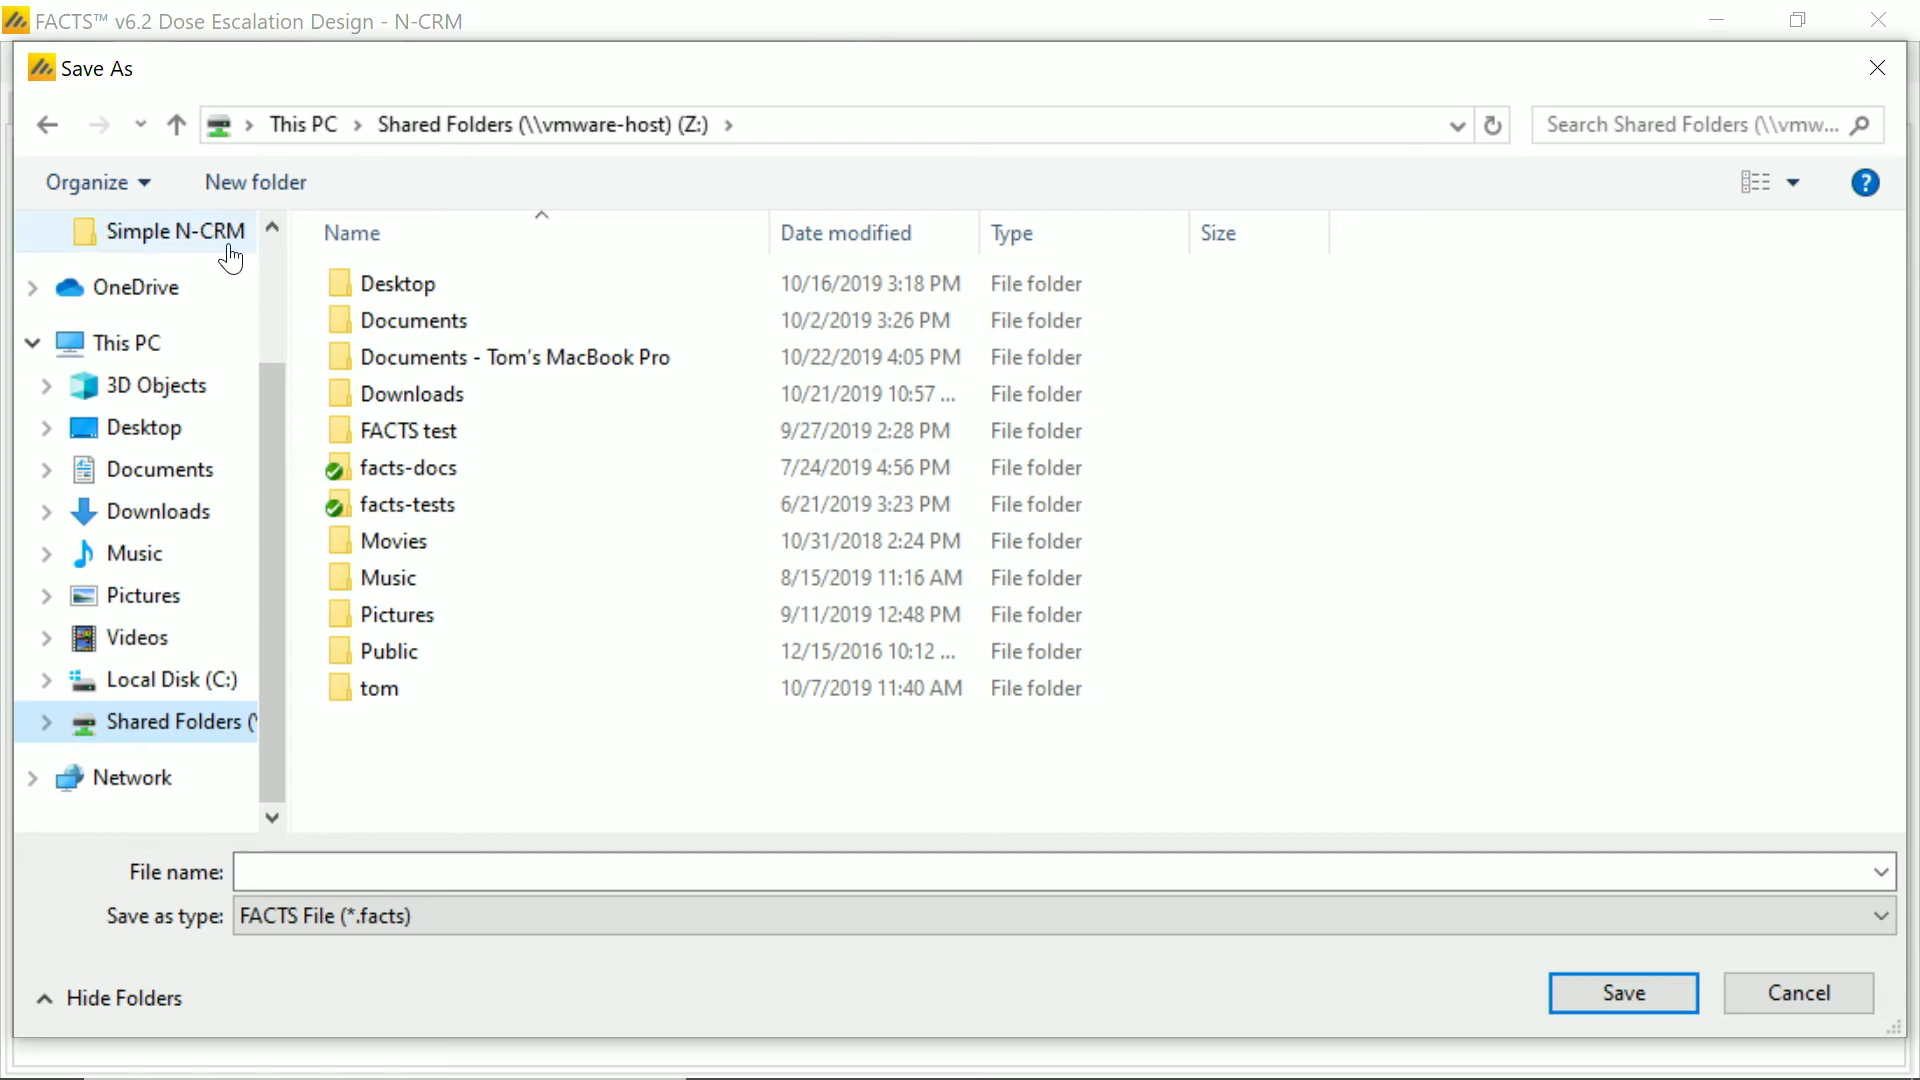 FACTS™ v6.2 Dose Escalation Design - N-CRM
Save As
This PC > Shared Folders (\\vmware-host) (Z:) >
Search Shared Folders (\\vmw...
Organize
New folder
?
Simple N-CRM
OneDrive
This PC
3D Objects
Desktop
Documents
Downloads
Music
Pictures
Videos
Local Disk (C:)
Shared Folders (\
Network
Name Date modified Type Size
Desktop 10/16/2019 3:18 PM File folder
Documents 10/2/2019 3:26 PM File folder
Documents - Tom's MacBook Pro 10/22/2019 4:05 PM File folder
Downloads 10/21/2019 10:57 ... File folder
FACTS test 9/27/2019 2:28 PM File folder
facts-docs 7/24/2019 4:56 PM File folder
facts-tests 6/21/2019 3:23 PM File folder
Movies 10/31/2018 2:24 PM File folder
Music 8/15/2019 11:16 AM File folder
Pictures 9/11/2019 12:48 PM File folder
Public 12/15/2016 10:12 ... File folder
tom 10/7/2019 11:40 AM File folder
File name:
Save as type: FACTS File (*.facts)
Hide Folders
Save
Cancel